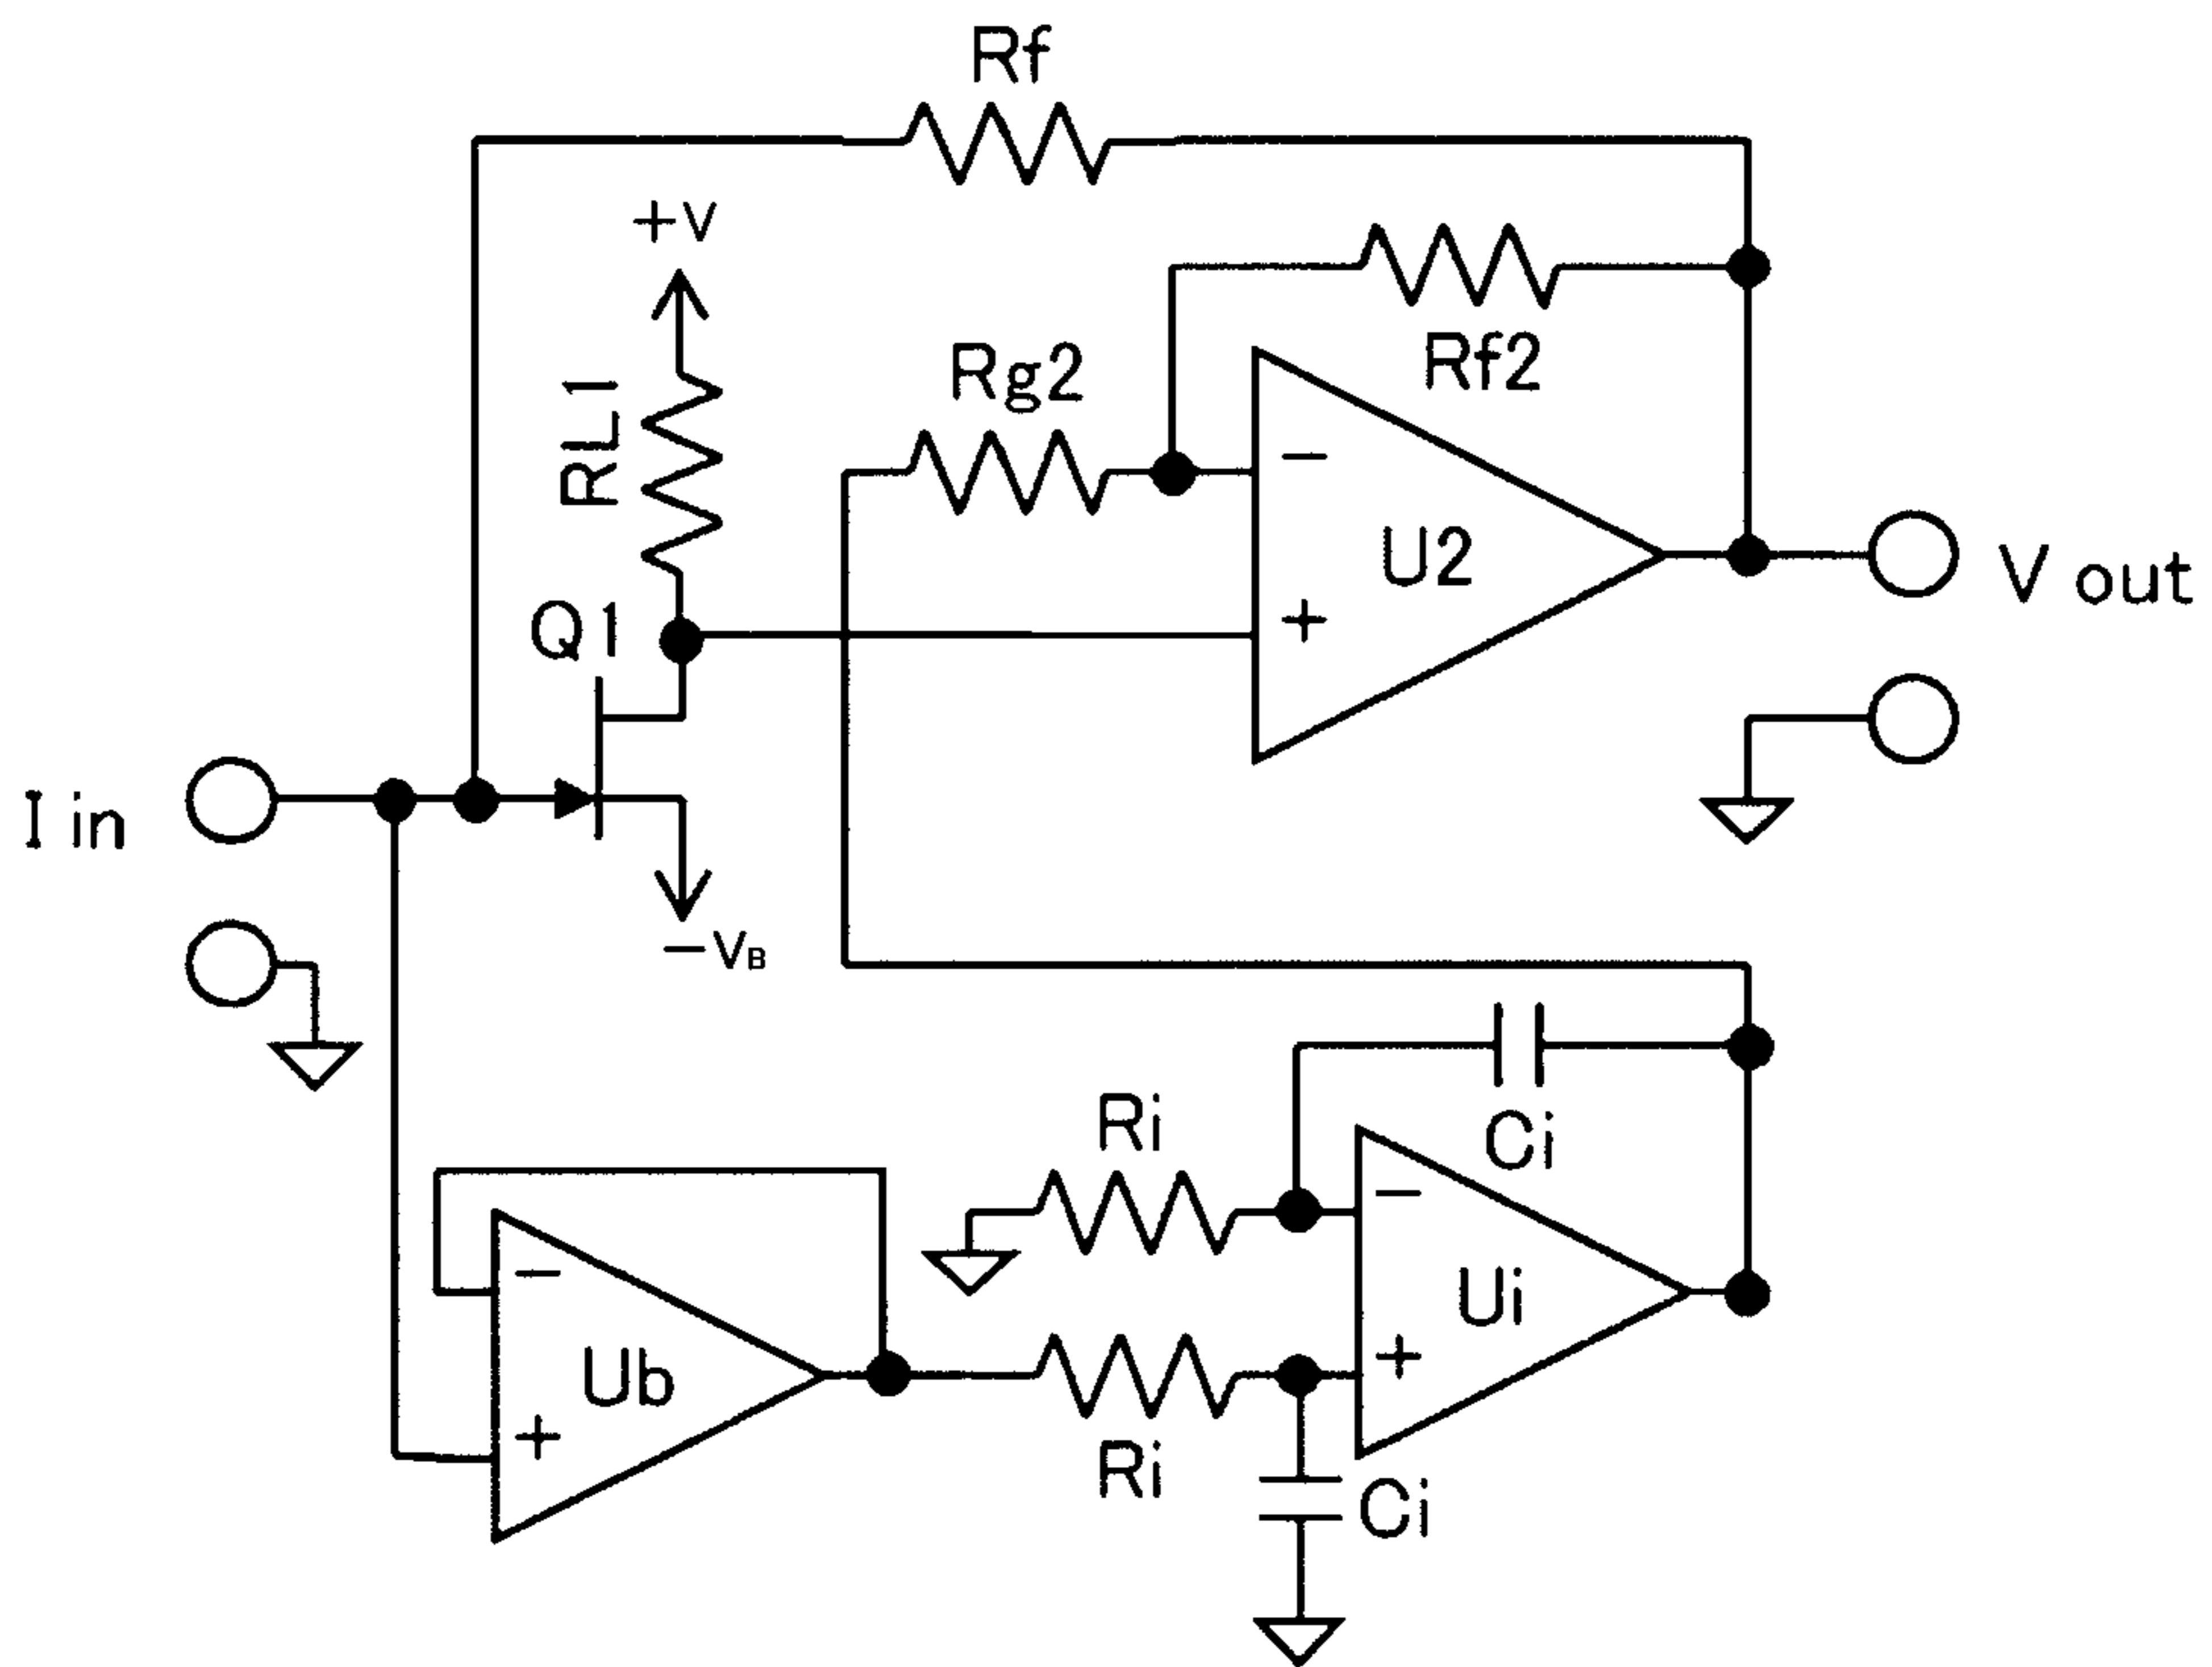 Rf
+V
Rf2
Rg2
RL1
−
U2
+
V out
Q1
I in
−VB
Ri
Ci
−
Ui
+
−
Ub
+
Ri
Ci